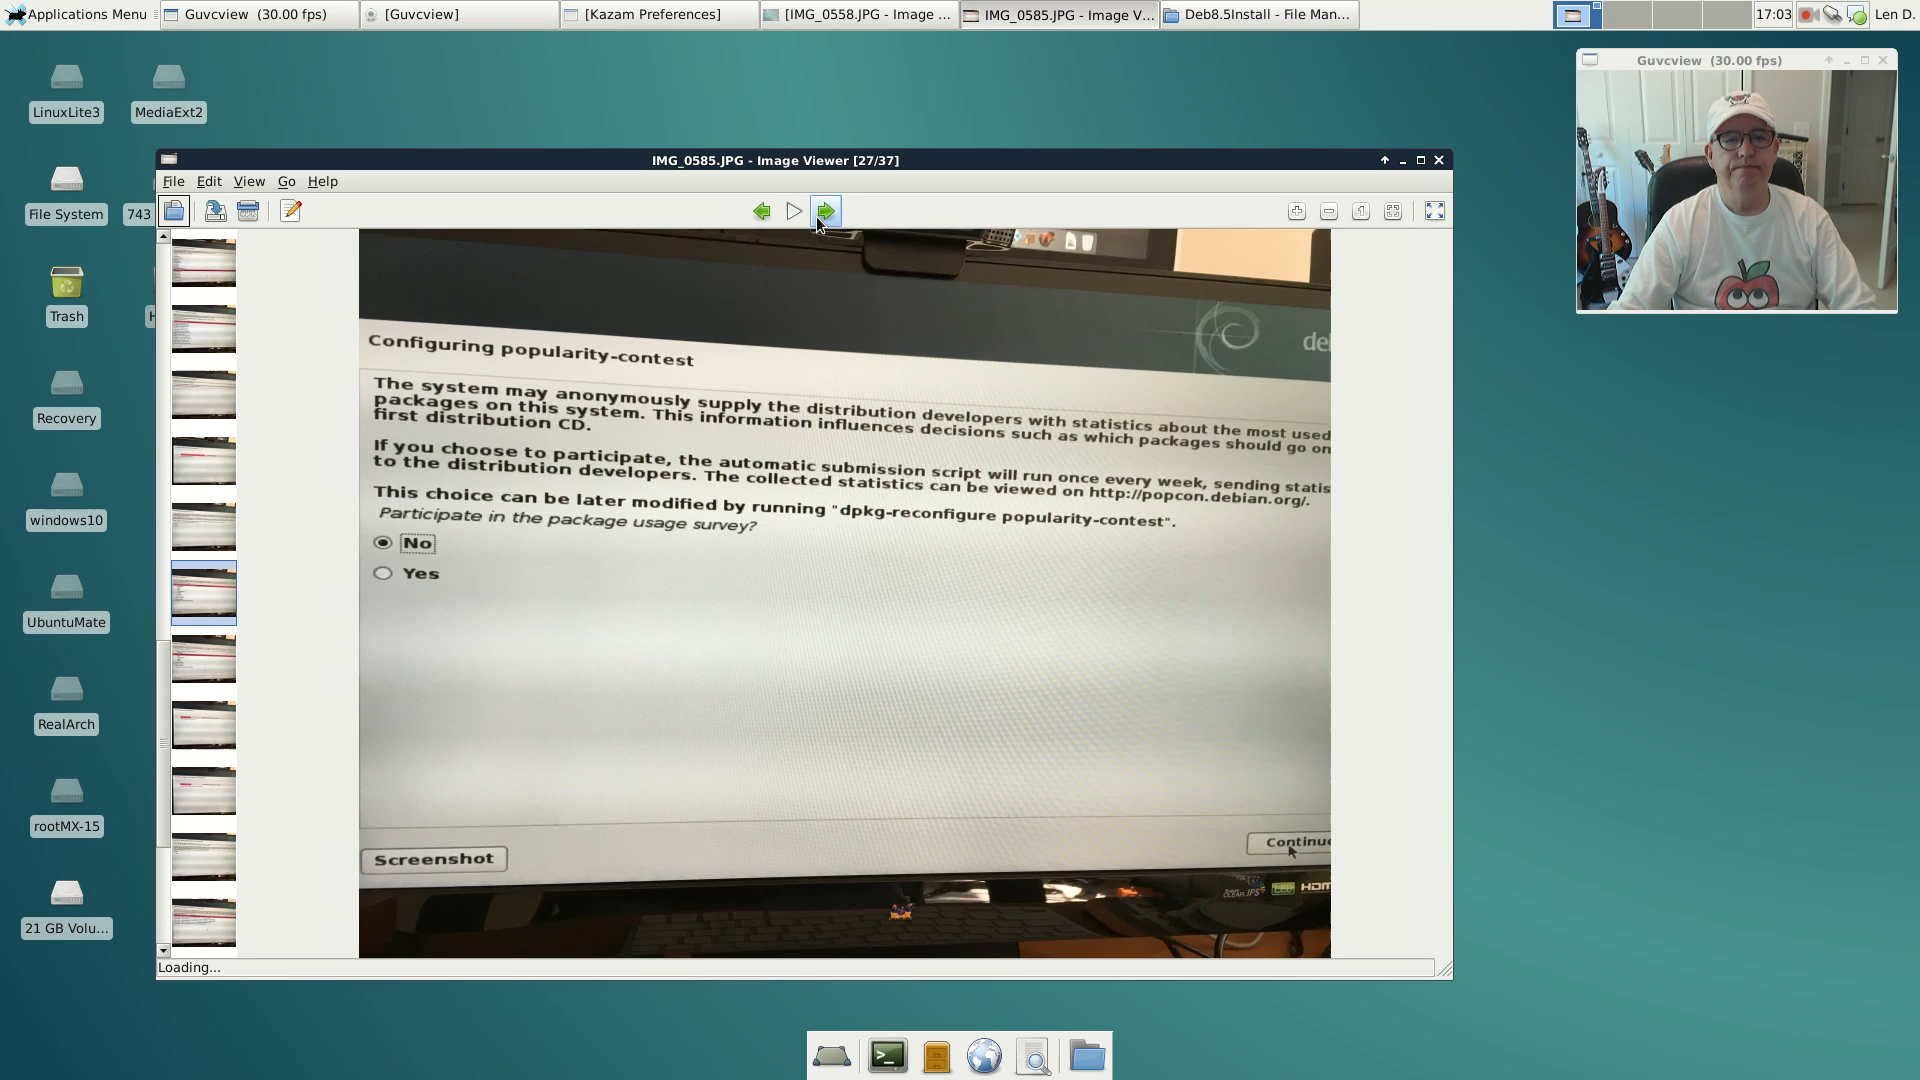 Applications Menu
Guvcview (30.00 fps)
[Guvcview]
[Kazam Preferences]
[IMG_0558.JPG - Image ...
IMG_0585.JPG - Image V...
Deb8.5Install - File Man...
17:03
Len D.
LinuxLite3
MediaExt2
File System
743
Trash
H
Recovery
windows10
UbuntuMate
RealArch
rootMX-15
21 GB Volu...
Guvcview (30.00 fps)
IMG_0585.JPG - Image Viewer [27/37]
File Edit View Go Help
deb
Configuring popularity-contest
The system may anonymously supply the distribution developers with statistics about the most used
packages on this system. This information influences decisions such as which packages should go on
first distribution CD.
If you choose to participate, the automatic submission script will run once every week, sending statis
to the distribution developers. The collected statistics can be viewed on http://popcon.debian.org/.
This choice can be later modified by running "dpkg-reconfigure popularity-contest".
Participate in the package usage survey?
No
Yes
Screenshot
Continue
CLEAR IPS
HDMI
Loading...